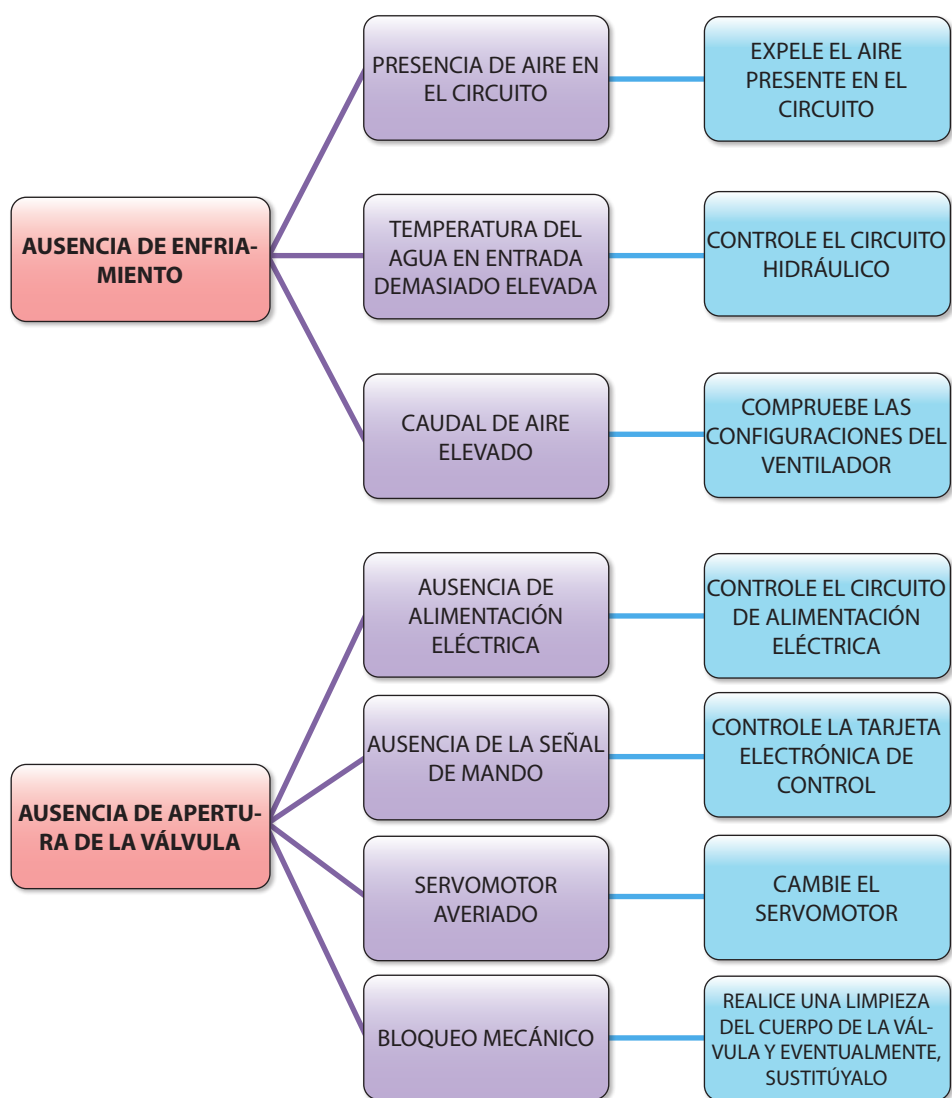 AUSENCIA DE ENFRIA-
MIENTO
PRESENCIA DE AIRE EN
EL CIRCUITO
EXPELE EL AIRE
PRESENTE EN EL
CIRCUITO
TEMPERATURA DEL
AGUA EN ENTRADA
DEMASIADO ELEVADA
CONTROLE EL CIRCUITO
HIDRÁULICO
CAUDAL DE AIRE
ELEVADO
COMPRUEBE LAS
CONFIGURACIONES DEL
VENTILADOR
AUSENCIA DE APERTU-
RA DE LA VÁLVULA
AUSENCIA DE
ALIMENTACIÓN
ELÉCTRICA
CONTROLE EL CIRCUITO
DE ALIMENTACIÓN
ELÉCTRICA
AUSENCIA DE LA SEÑAL
DE MANDO
CONTROLE LA TARJETA
ELECTRÓNICA DE
CONTROL
SERVOMOTOR
AVERIADO
CAMBIE EL
SERVOMOTOR
BLOQUEO MECÁNICO
REALICE UNA LIMPIEZA
DEL CUERPO DE LA VÁL-
VULA Y EVENTUALMENTE,
SUSTITÚYALO